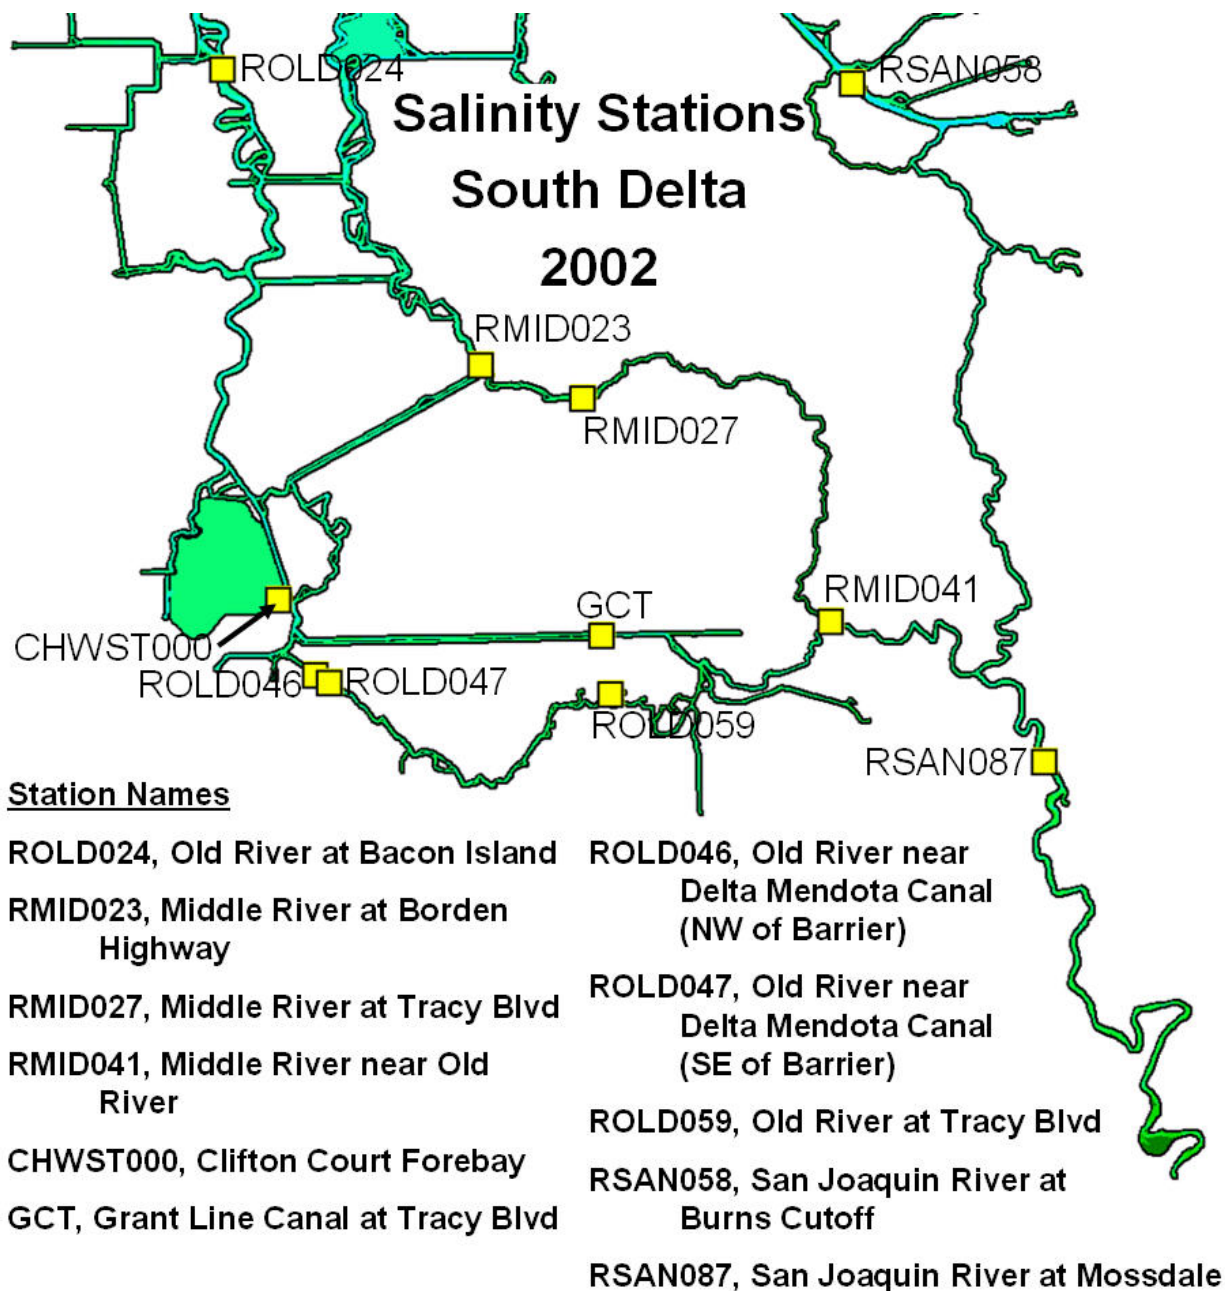 ROLD024
RSAN058
Salinity Stations
South Delta
2002
RMID023
RMID027
RMID041
GCT
CHWST000
ROLD046
ROLD047
ROLD059
RSAN087
Station Names
ROLD024, Old River at Bacon Island
RMID023, Middle River at Borden
Highway
RMID027, Middle River at Tracy Blvd
RMID041, Middle River near Old
River
CHWST000, Clifton Court Forebay
GCT, Grant Line Canal at Tracy Blvd
ROLD046, Old River near
Delta Mendota Canal
(NW of Barrier)
ROLD047, Old River near
Delta Mendota Canal
(SE of Barrier)
ROLD059, Old River at Tracy Blvd
RSAN058, San Joaquin River at
Burns Cutoff
RSAN087, San Joaquin River at Mossdale